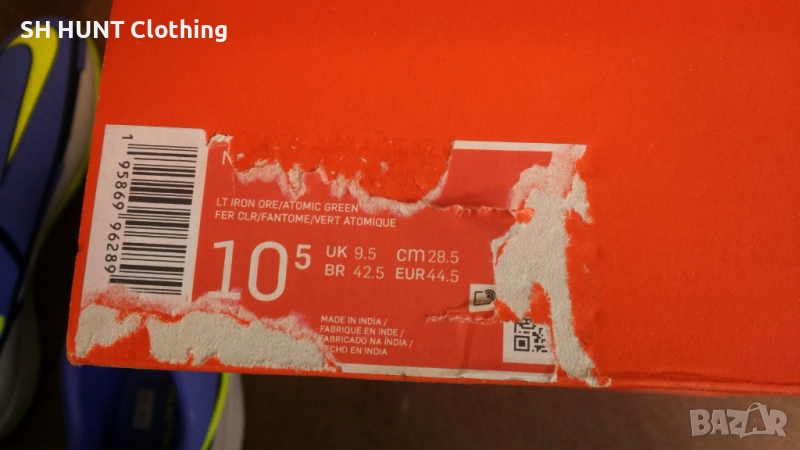 SH HUNT Clothing
1 95869 96289
LT IRON ORE/ATOMIC GREEN
FER CLR/FANTOME/VERT ATOMIQUE
10 5
UK 9.5 cm 28.5
BR 42.5 EUR 44.5
MADE IN INDIA /
FABRIQUE EN INDE /
FABRICADO NA ÍNDIA /
HECHO EN INDIA
BAZAR